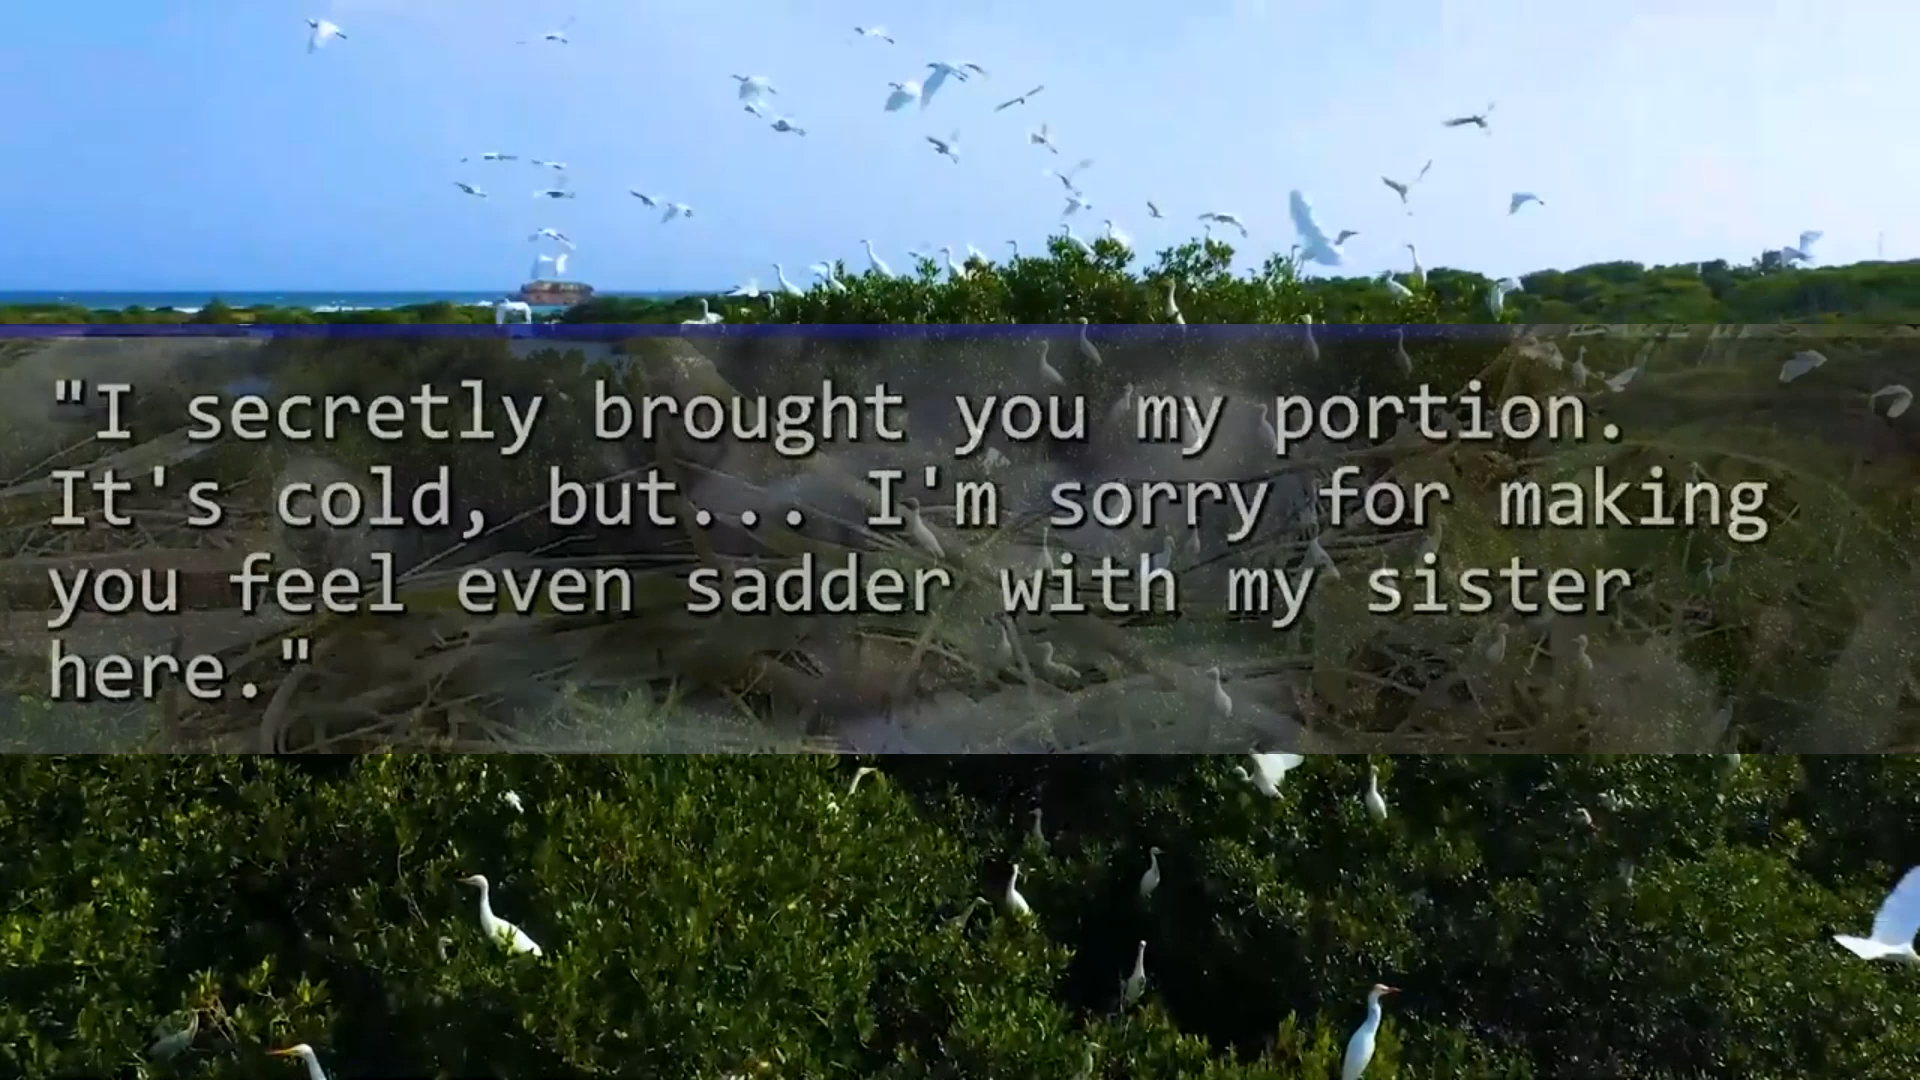 "I secretly brought you my portion.
It's cold, but... I'm sorry for making
you feel even sadder with my sister
here."